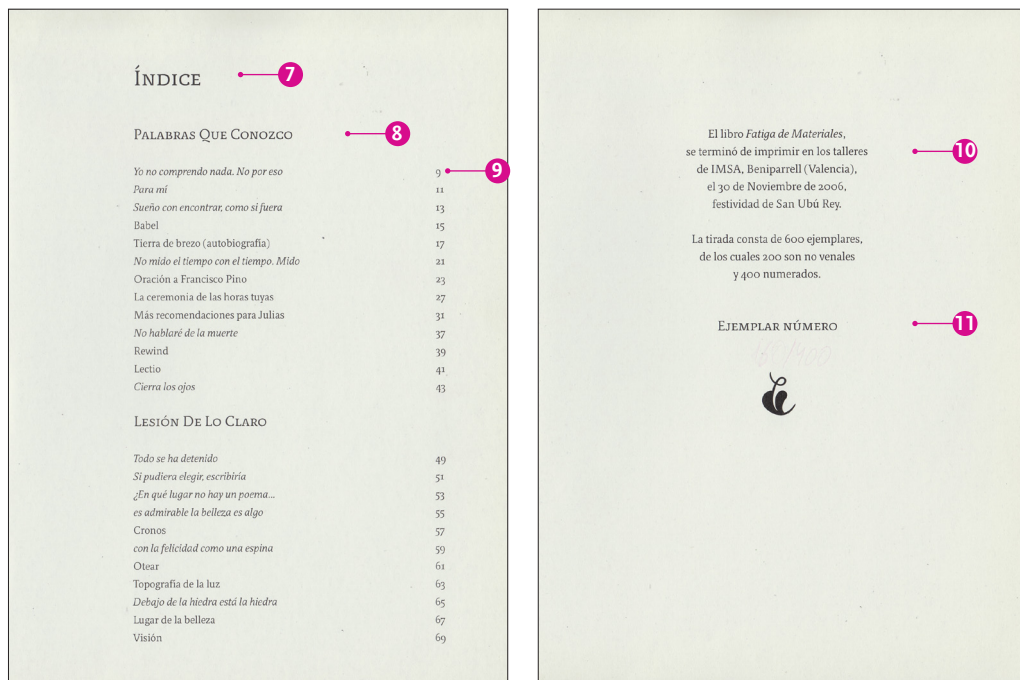 ÍNDICE
7
PALABRAS QUE CONOZCO
8
Yo no comprendo nada. No por eso 9
9
Para mí 11
Sueño con encontrar, como si fuera 13
Babel 15
Tierra de brezo (autobiografía) 17
No mido el tiempo con el tiempo. Mido 21
Oración a Francisco Pino 23
La ceremonia de las horas tuyas 27
Más recomendaciones para Julias 31
No hablaré de la muerte 37
Rewind 39
Lectio 41
Cierra los ojos 43
LESIÓN DE LO CLARO
Todo se ha detenido 49
Si pudiera elegir, escribiría 51
¿En qué lugar no hay un poema... 53
es admirable la belleza es algo 55
Cronos 57
con la felicidad como una espina 59
Otear 61
Topografía de la luz 63
Debajo de la hiedra está la hiedra 65
Lugar de la belleza 67
Visión 69
El libro Fatiga de Materiales,
se terminó de imprimir en los talleres
10
de IMSA, Beniparrell (Valencia),
el 30 de Noviembre de 2006,
festividad de San Ubú Rey.
La tirada consta de 600 ejemplares,
de los cuales 200 son no venales
y 400 numerados.
EJEMPLAR NÚMERO
11